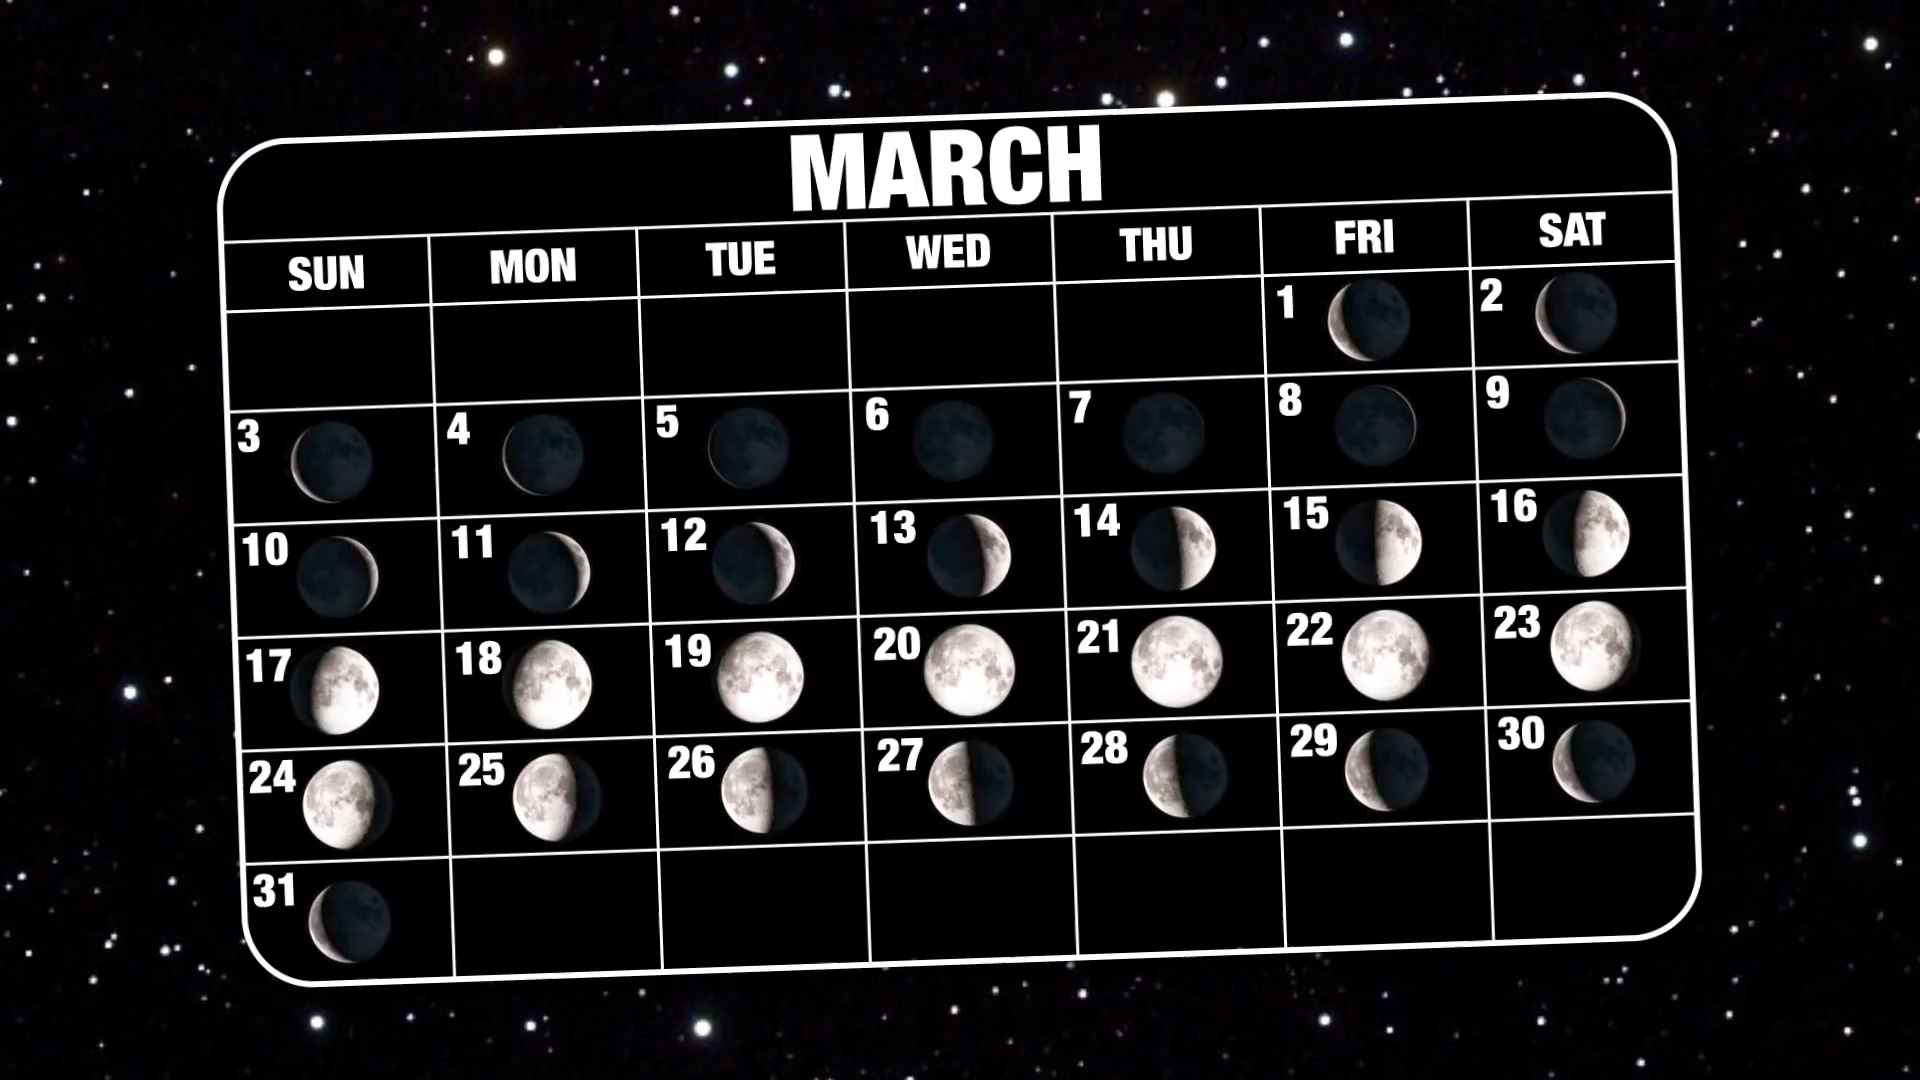 MARCH
SUN MON TUE WED THU FRI SAT
1 2
3 4 5 6 7 8 9
10 11 12 13 14 15 16
17 18 19 20 21 22 23
24 25 26 27 28 29 30
31